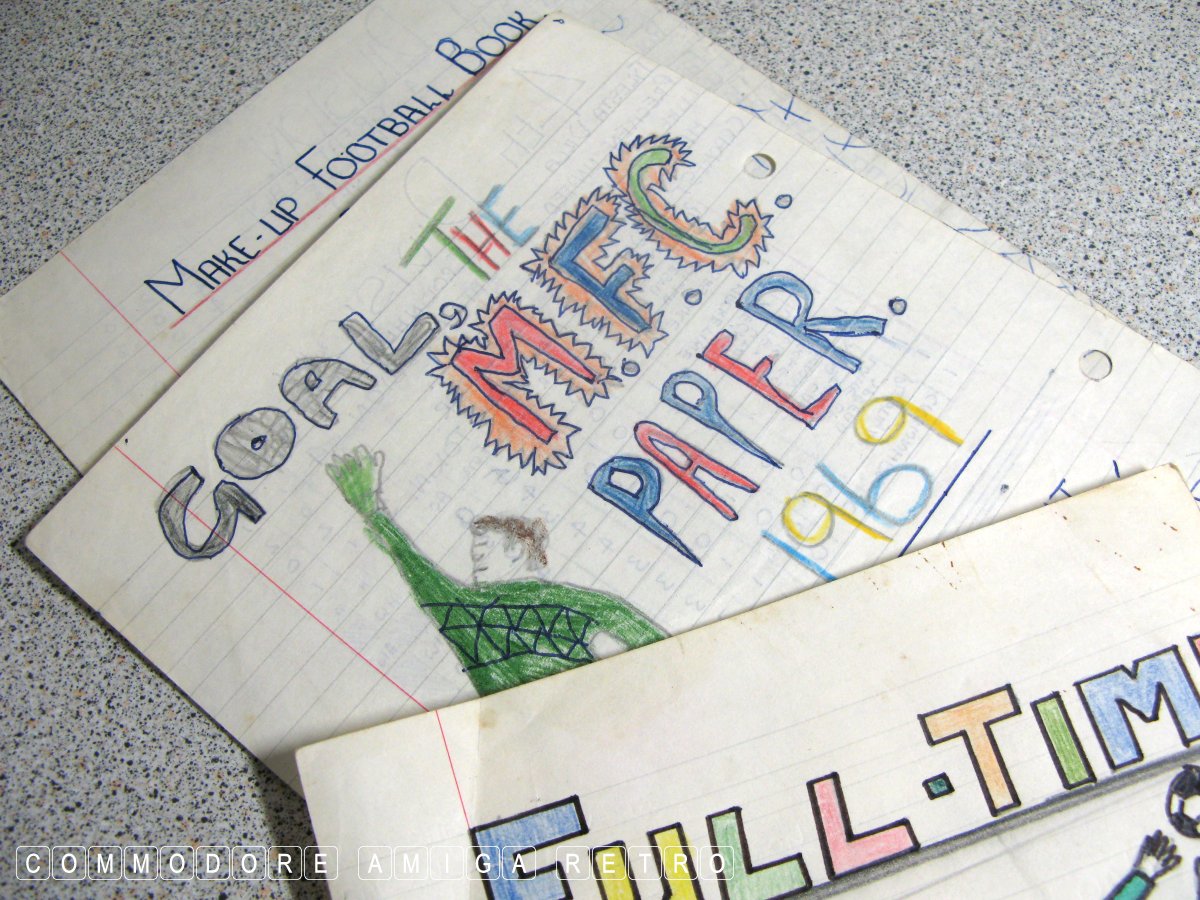 MAKE-UP FOOTBALL BOOK
GOAL, THE
M.F.C.
PAPER.
1969
FULL-TIM
COMMODORE AMIGA RETRO